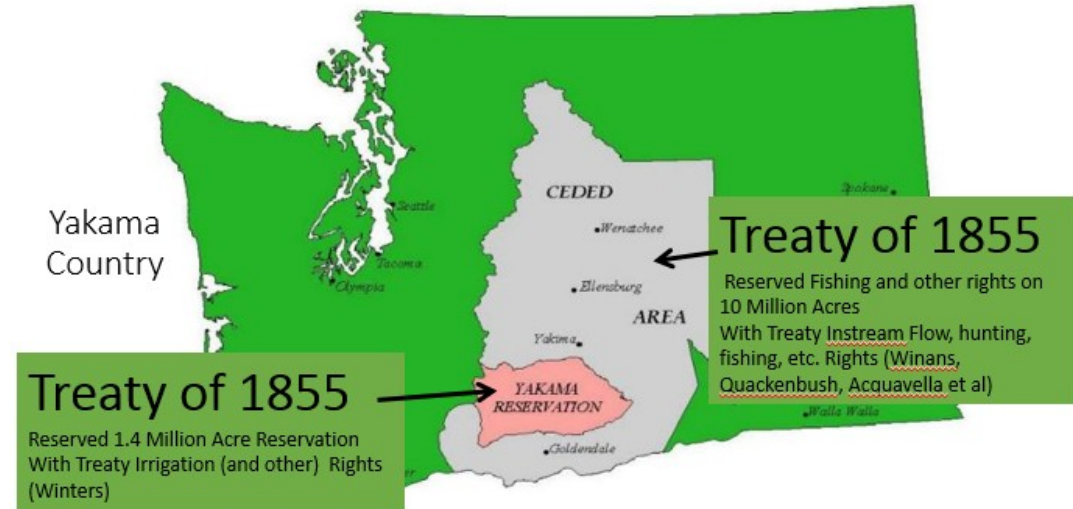 Yakama
Country
CEDED
AREA
Seattle
Tacoma
Olympia
Wenatchee
Ellensburg
Yakima
Spokane
YAKAMA
RESERVATION
Goldendale
Walla Walla
Treaty of 1855
Reserved Fishing and other rights on
10 Million Acres
With Treaty Instream Flow, hunting,
fishing, etc. Rights (Winans,
Quackenbush, Acquavella et al)
Treaty of 1855
Reserved 1.4 Million Acre Reservation
With Treaty Irrigation (and other) Rights
(Winters)